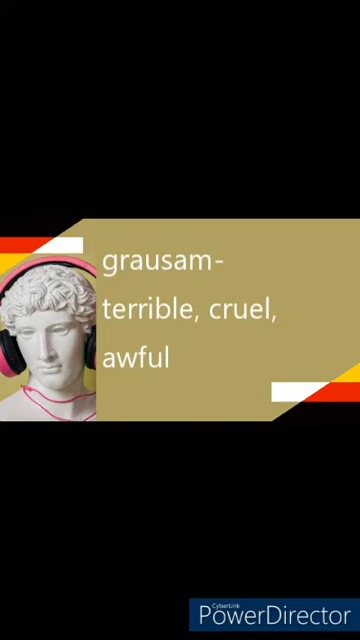 grausam-
terrible, cruel,
awful
CyberLink
PowerDirector